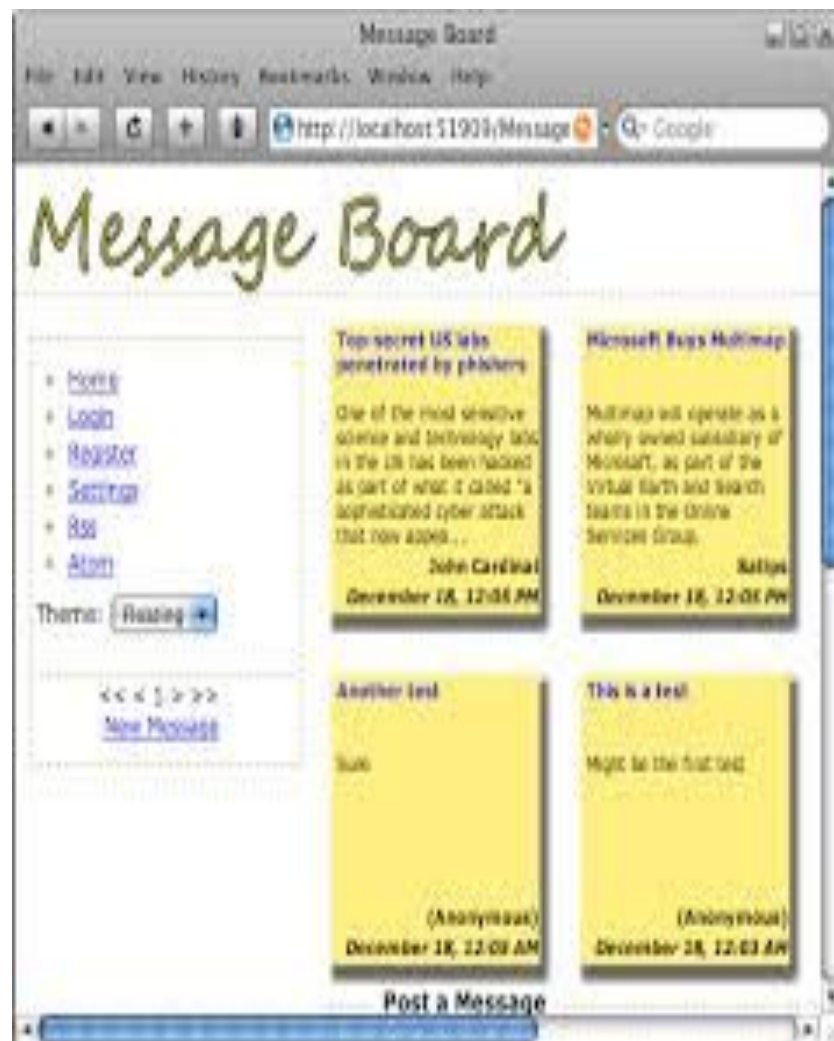 Message Board
File Edit View History Bookmarks Window Help
http://localhost:51909/Message
Google
Message Board
Home
Login
Register
Settings
Rss
Atom
Theme:
<< < 1 > >>
New Message
Top secret US labs
penetrated by phishers
One of the most sensitive
science and technology labs
in the US has been hacked
as part of what it called "a
sophisticated cyber attack
that now appea...
John Cardinal
December 18, 12:05 PM
Microsoft Buys Multimap
Multimap will operate as a
wholly owned subsidiary of
Microsoft, as part of the
Virtual Earth and Search
teams in the Online
Services Group.
December 18, 12:05 PM
Another test
(Anonymous)
December 18, 12:03 AM
This is a test
Might be the first test
(Anonymous)
December 18, 12:03 AM
Post a Message